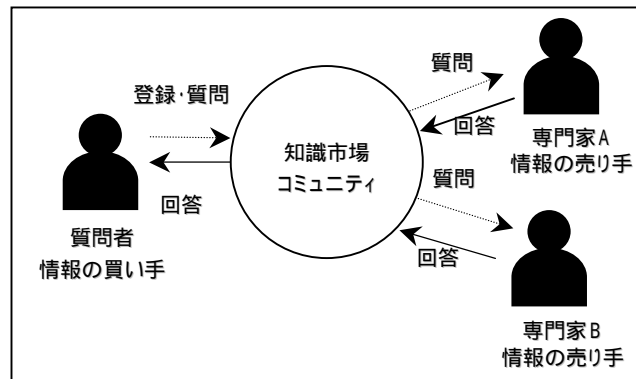 登録・質問
回答
質問者
情報の買い手
知識市場
コミュニティ
質問
回答
専門家A
情報の売り手
質問
回答
専門家B
情報の売り手